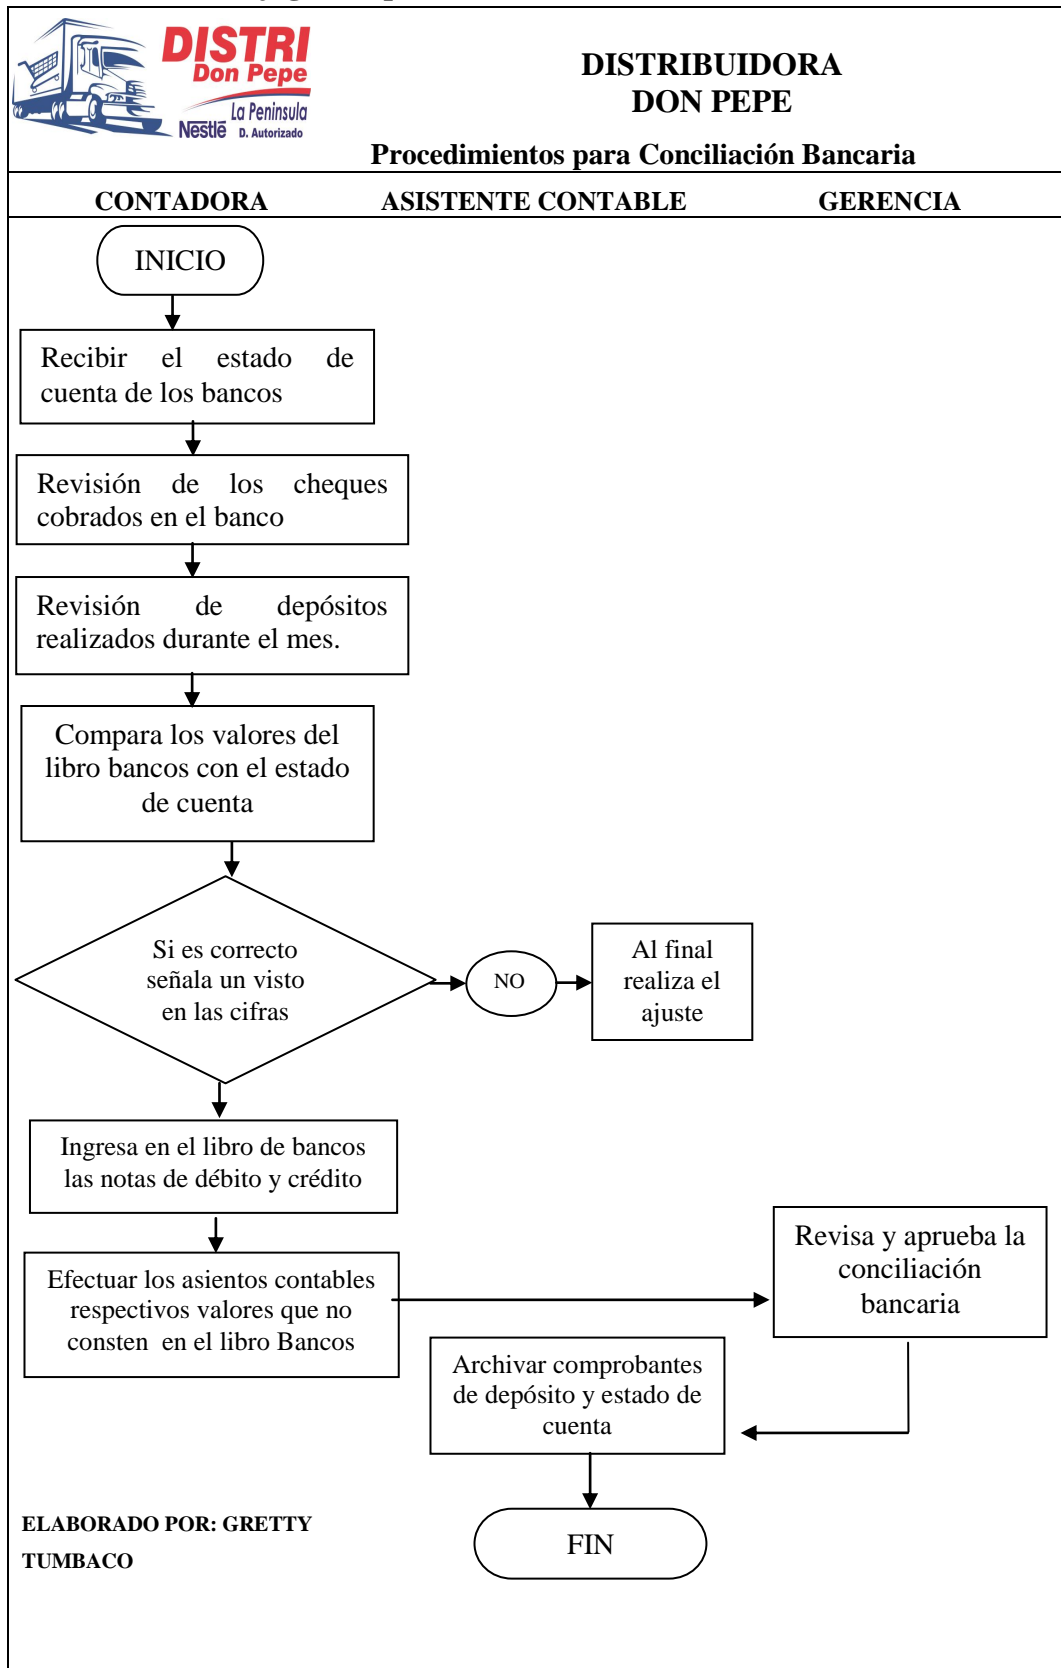 DISTRI
Don Pepe
La Peninsula
Nestlé D. Autorizado
DISTRIBUIDORA
DON PEPE
Procedimientos para Conciliación Bancaria
CONTADORA ASISTENTE CONTABLE GERENCIA
INICIO
Recibir el estado de
cuenta de los bancos
Revisión de los cheques
cobrados en el banco
Revisión de depósitos
realizados durante el mes.
Compara los valores del
libro bancos con el estado
de cuenta
Si es correcto
señala un visto
en las cifras
NO
Al final
realiza el
ajuste
Ingresa en el libro de bancos
las notas de débito y crédito
Efectuar los asientos contables
respectivos valores que no
consten en el libro Bancos
Revisa y aprueba la
conciliación
bancaria
Archivar comprobantes
de depósito y estado de
cuenta
FIN
ELABORADO POR: GRETTY
TUMBACO